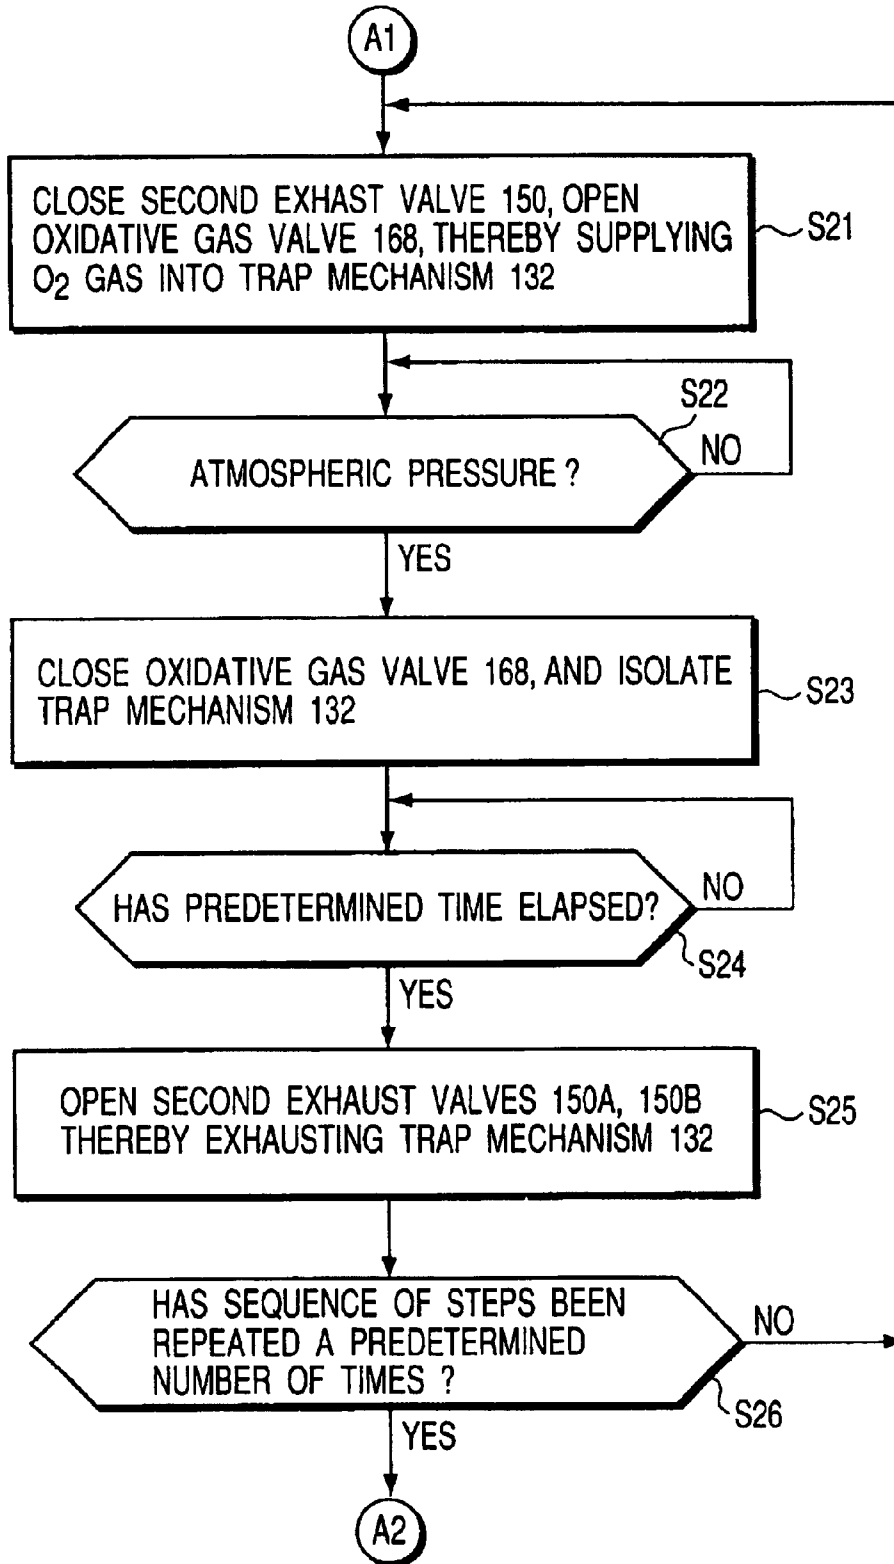 A1
CLOSE SECOND EXHAST VALVE 150, OPEN
OXIDATIVE GAS VALVE 168, THEREBY SUPPLYING
O2 GAS INTO TRAP MECHANISM 132
S21
S22
ATMOSPHERIC PRESSURE ?
NO
YES
CLOSE OXIDATIVE GAS VALVE 168, AND ISOLATE
TRAP MECHANISM 132
S23
HAS PREDETERMINED TIME ELAPSED?
NO
S24
YES
OPEN SECOND EXHAUST VALVES 150A, 150B
THEREBY EXHAUSTING TRAP MECHANISM 132
S25
HAS SEQUENCE OF STEPS BEEN
REPEATED A PREDETERMINED
NUMBER OF TIMES ?
NO
S26
YES
A2